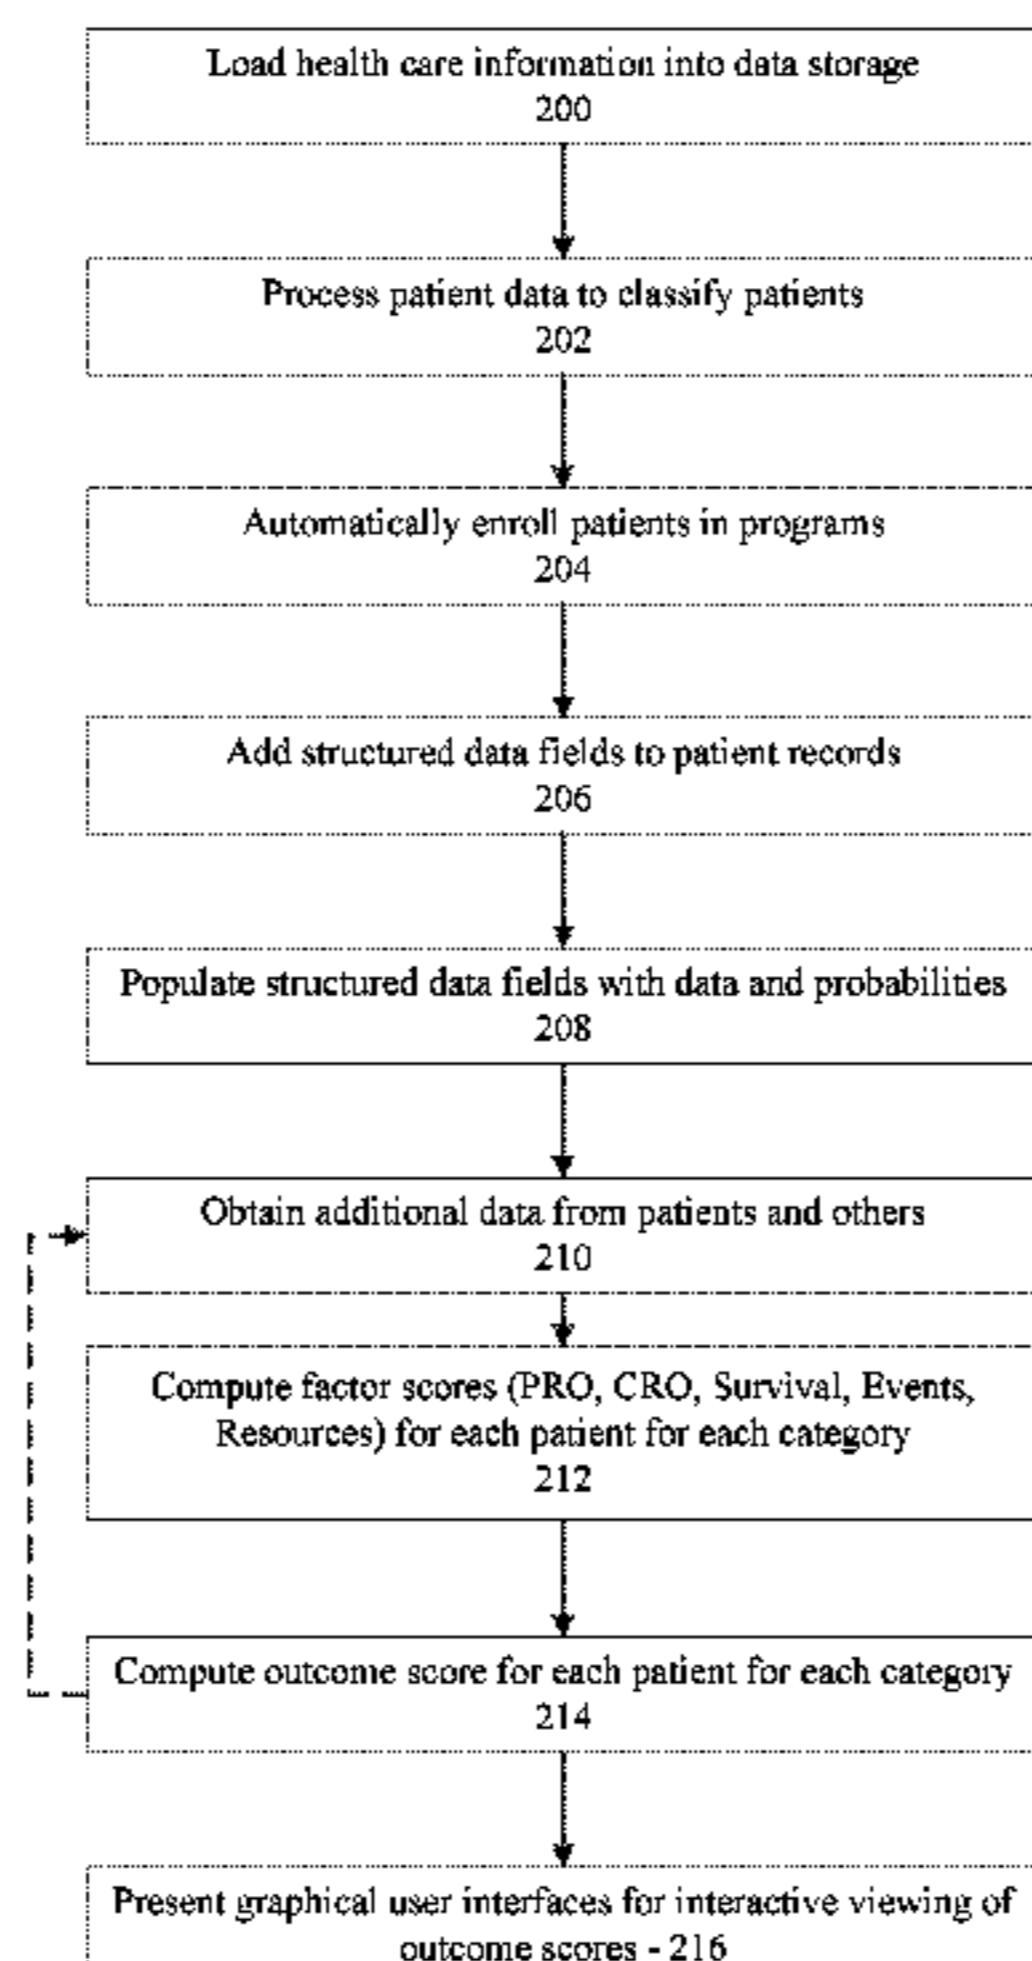 Load health care information into data storage
200
Process patient data to classify patients
202
Automatically enroll patients in programs
204
Add structured data fields to patient records
206
Populate structured data fields with data and probabilities
208
Obtain additional data from patients and others
210
Compute factor scores (PRO, CRO, Survival, Events,
Resources) for each patient for each category
212
Compute outcome score for each patient for each category
214
Present graphical user interfaces for interactive viewing of
outcome scores - 216